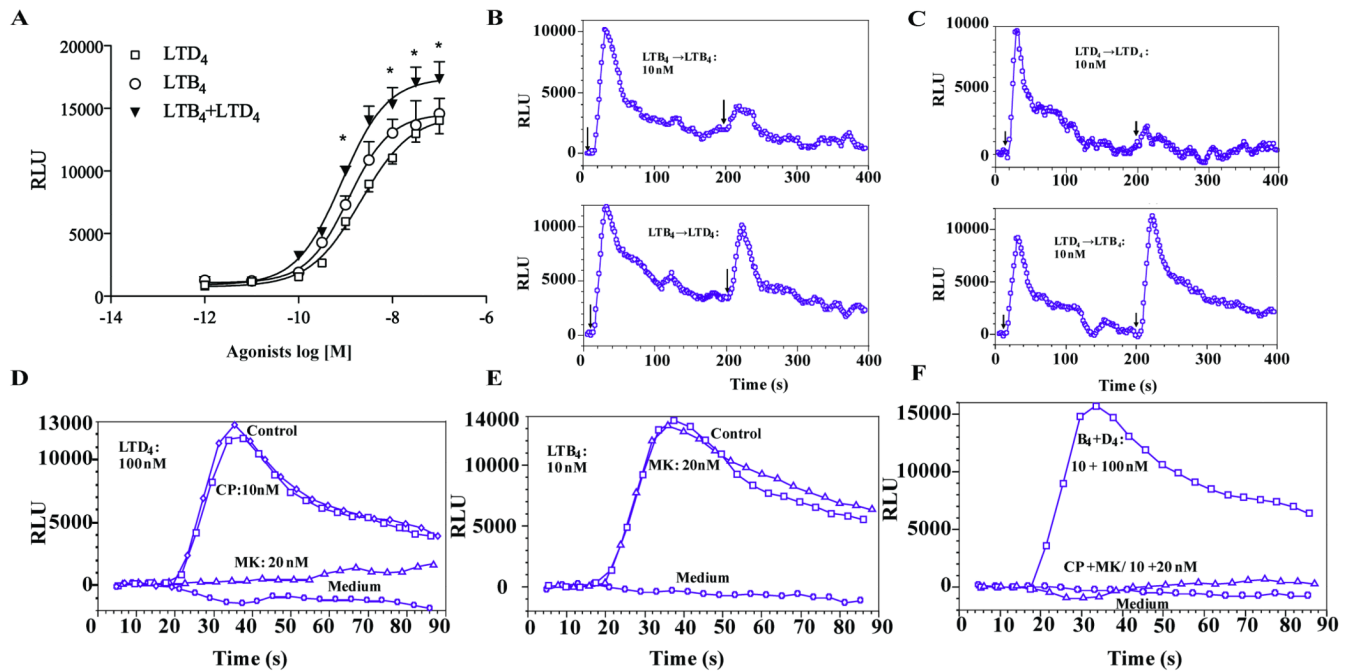 A
RLU
20000
15000
10000
5000
0
LTD4
LTB4
LTB4+LTD4
*
*
*
*
-14
-12
-10
-8
-6
Agonists log [M]
B
RLU
10000
5000
0
LTB4→LTB4:
10 nM
0
100
200
300
400
10000
5000
0
LTB4→LTD4:
0
100
200
300
400
Time (s)
C
RLU
10000
5000
0
LTD4→LTD4:
10nM
0
100
200
300
400
10000
5000
0
LTD4→LTB4:
10nM
0
100
200
300
400
Time (s)
D
RLU
13000
10000
5000
0
LTD4:
100nM
Control
CP:10nM
MK: 20 nM
Medium
0
10
20
30
40
50
60
70
80
90
Time (s)
E
RLU
14000
10000
5000
0
LTB4:
10nM
Control
MK: 20nM
Medium
0
10
20
30
40
50
60
70
80
90
Time (s)
F
RLU
15000
10000
5000
0
B4+D4:
10 + 100 nM
CP+MK/ 10 +20 nM
Medium
0
10
20
30
40
50
60
70
80
90
Time (s)